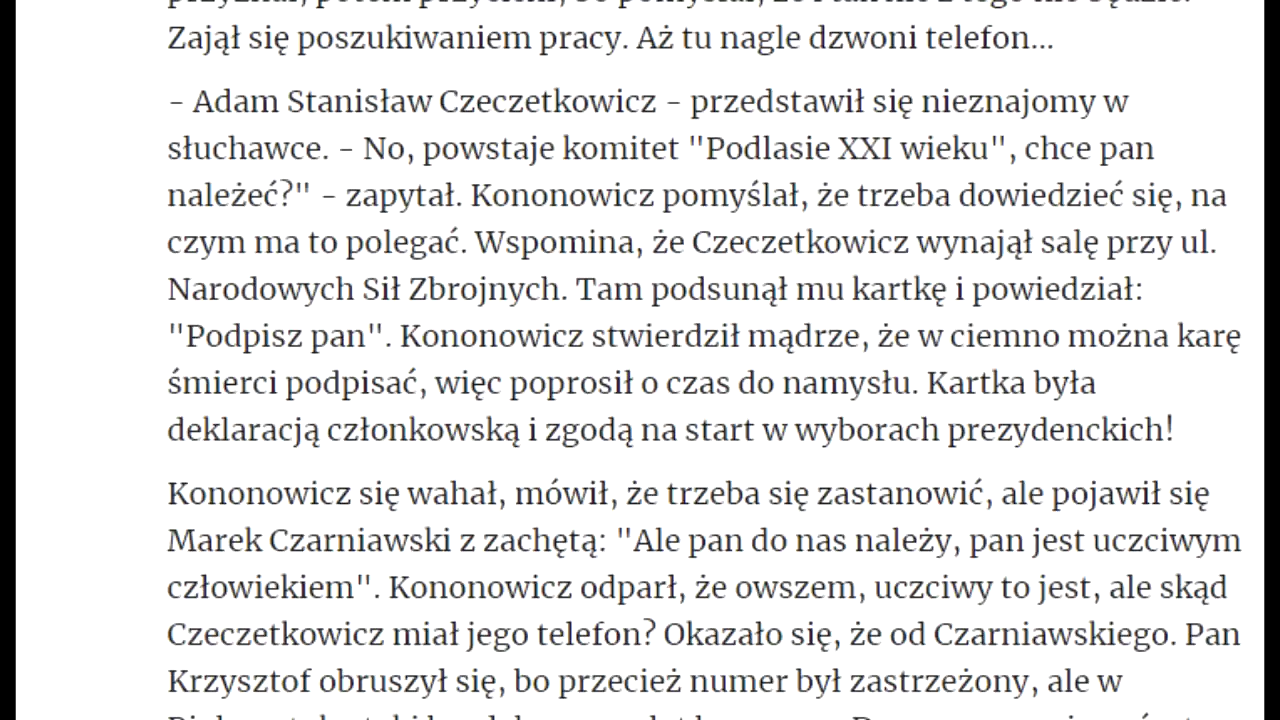 Zajął się poszukiwaniem pracy. Aż tu nagle dzwoni telefon...
- Adam Stanisław Czeczetkowicz - przedstawił się nieznajomy w
słuchawce. - No, powstaje komitet "Podlasie XXI wieku", chce pan
należeć?" - zapytał. Kononowicz pomyślał, że trzeba dowiedzieć się, na
czym ma to polegać. Wspomina, że Czeczetkowicz wynajął salę przy ul.
Narodowych Sił Zbrojnych. Tam podsunął mu kartkę i powiedział:
"Podpisz pan". Kononowicz stwierdził mądrze, że w ciemno można karę
śmierci podpisać, więc poprosił o czas do namysłu. Kartka była
deklaracją członkowską i zgodą na start w wyborach prezydenckich!
Kononowicz się wahał, mówił, że trzeba się zastanowić, ale pojawił się
Marek Czarniawski z zachętą: "Ale pan do nas należy, pan jest uczciwym
człowiekiem". Kononowicz odparł, że owszem, uczciwy to jest, ale skąd
Czeczetkowicz miał jego telefon? Okazało się, że od Czarniawskiego. Pan
Krzysztof obruszył się, bo przecież numer był zastrzeżony, ale w